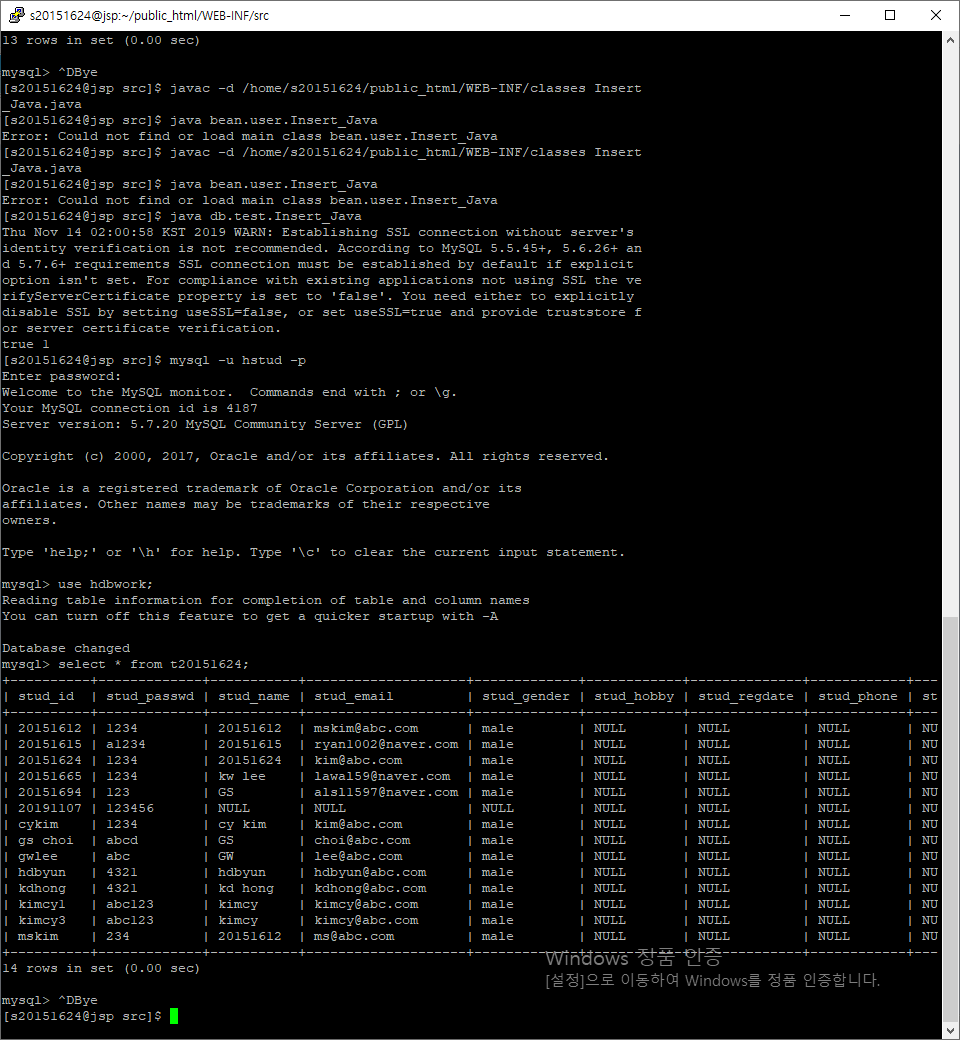 s20151624@jsp:~/public_html/WEB-INF/src
13 rows in set (0.00 sec)
mysql> ^DBye
[s20151624@jsp src]$ javac -d /home/s20151624/public_html/WEB-INF/classes Insert
_Java.java
[s20151624@jsp src]$ java bean.user.Insert_Java
Error: Could not find or load main class bean.user.Insert_Java
[s20151624@jsp src]$ javac -d /home/s20151624/public_html/WEB-INF/classes Insert
_Java.java
[s20151624@jsp src]$ java bean.user.Insert_Java
Error: Could not find or load main class bean.user.Insert_Java
[s20151624@jsp src]$ java db.test.Insert_Java
Thu Nov 14 02:00:58 KST 2019 WARN: Establishing SSL connection without server's
identity verification is not recommended. According to MySQL 5.5.45+, 5.6.26+ an
d 5.7.6+ requirements SSL connection must be established by default if explicit
option isn't set. For compliance with existing applications not using SSL the ve
rifyServerCertificate property is set to 'false'. You need either to explicitly
disable SSL by setting useSSL=false, or set useSSL=true and provide truststore f
or server certificate verification.
true 1
[s20151624@jsp src]$ mysql -u hstud -p
Enter password:
Welcome to the MySQL monitor.  Commands end with ; or \g.
Your MySQL connection id is 4187
Server version: 5.7.20 MySQL Community Server (GPL)
Copyright (c) 2000, 2017, Oracle and/or its affiliates. All rights reserved.
Oracle is a registered trademark of Oracle Corporation and/or its
affiliates. Other names may be trademarks of their respective
owners.
Type 'help;' or '\h' for help. Type '\c' to clear the current input statement.
mysql> use hdbwork;
Reading table information for completion of table and column names
You can turn off this feature to get a quicker startup with -A
Database changed
mysql> select * from t20151624;
+----------+-------------+-----------+--------------------+-------------+------------+--------------+------------+---
| stud_id  | stud_passwd | stud_name | stud_email         | stud_gender | stud_hobby | stud_regdate | stud_phone | st
+----------+-------------+-----------+--------------------+-------------+------------+--------------+------------+---
| 20151612 | 1234        | 20151612  | mskim@abc.com      | male        | NULL       | NULL         | NULL       | NU
| 20151615 | a1234       | 20151615  | ryan1002@naver.com | male        | NULL       | NULL         | NULL       | NU
| 20151624 | 1234        | 20151624  | kim@abc.com        | male        | NULL       | NULL         | NULL       | NU
| 20151665 | 1234        | kw lee    | lawal59@naver.com  | male        | NULL       | NULL         | NULL       | NU
| 20151694 | 123         | GS        | alsl1597@naver.com | male        | NULL       | NULL         | NULL       | NU
| 20191107 | 123456      | NULL      | NULL               | male        | NULL       | NULL         | NULL       | NU
| cykim    | 1234        | cy kim    | kim@abc.com        | male        | NULL       | NULL         | NULL       | NU
| gs choi  | abcd        | GS        | choi@abc.com       | male        | NULL       | NULL         | NULL       | NU
| gwlee    | abc         | GW        | lee@abc.com        | male        | NULL       | NULL         | NULL       | NU
| hdbyun   | 4321        | hdbyun    | hdbyun@abc.com     | male        | NULL       | NULL         | NULL       | NU
| kdhong   | 4321        | kd hong   | kdhong@abc.com     | male        | NULL       | NULL         | NULL       | NU
| kimcy1   | abc123      | kimcy     | kimcy@abc.com      | male        | NULL       | NULL         | NULL       | NU
| kimcy3   | abc123      | kimcy     | kimcy@abc.com      | male        | NULL       | NULL         | NULL       | NU
| mskim    | 234         | 20151612  | ms@abc.com         | male        | NULL       | NULL         | NULL       | NU
+----------+-------------+-----------+--------------------+-------------+------------+--------------+------------+---
Windows 정품 인증
14 rows in set (0.00 sec)
[설정]으로 이동하여 Windows를 정품 인증합니다.
mysql> ^DBye
[s20151624@jsp src]$